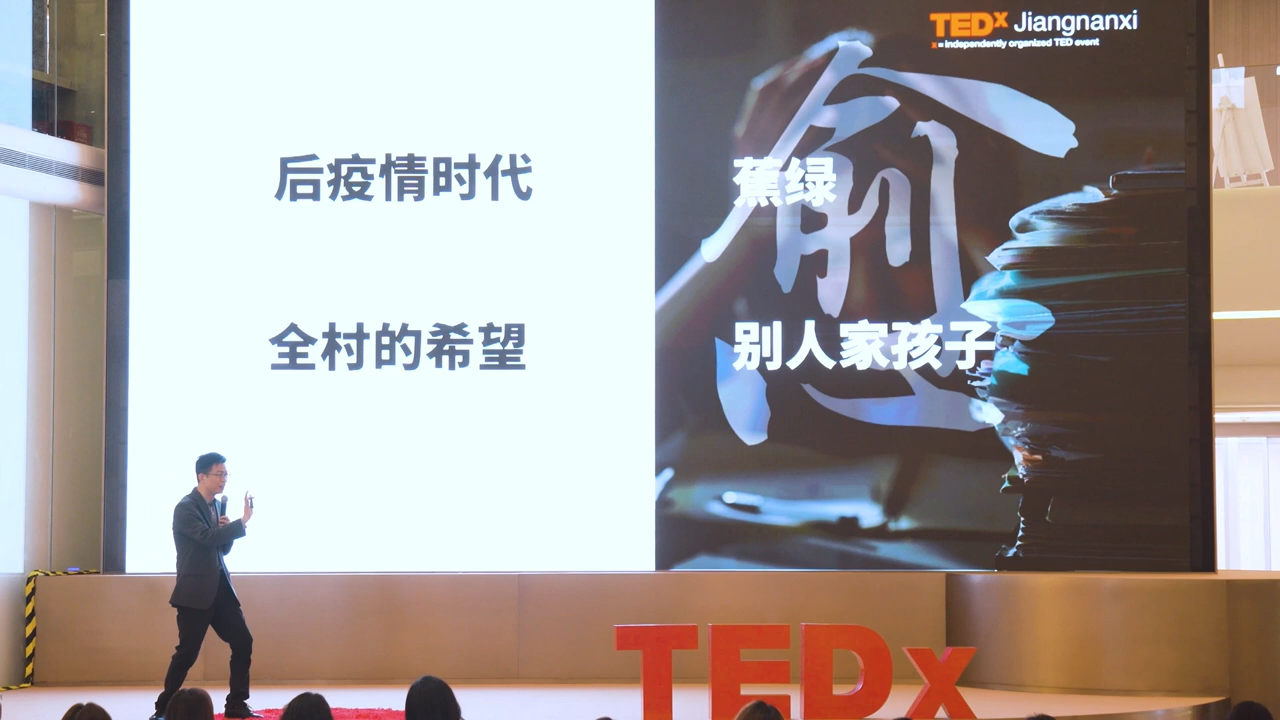 TEDx Jiangnanxi
x = independently organized TED event
愈
后疫情时代
蕉绿
全村的希望
别人家孩子
TEDx